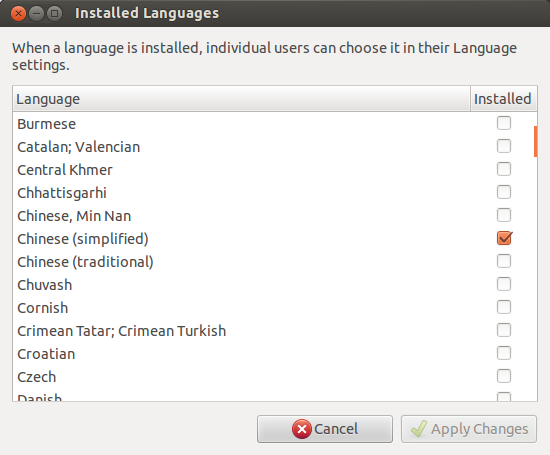 Installed Languages
When a language is installed, individual users can choose it in their Language
settings.
Language Installed
Burmese
Catalan; Valencian
Central Khmer
Chhattisgarhi
Chinese, Min Nan
Chinese (simplified)
Chinese (traditional)
Chuvash
Cornish
Crimean Tatar; Crimean Turkish
Croatian
Czech
Danish
Cancel Apply Changes